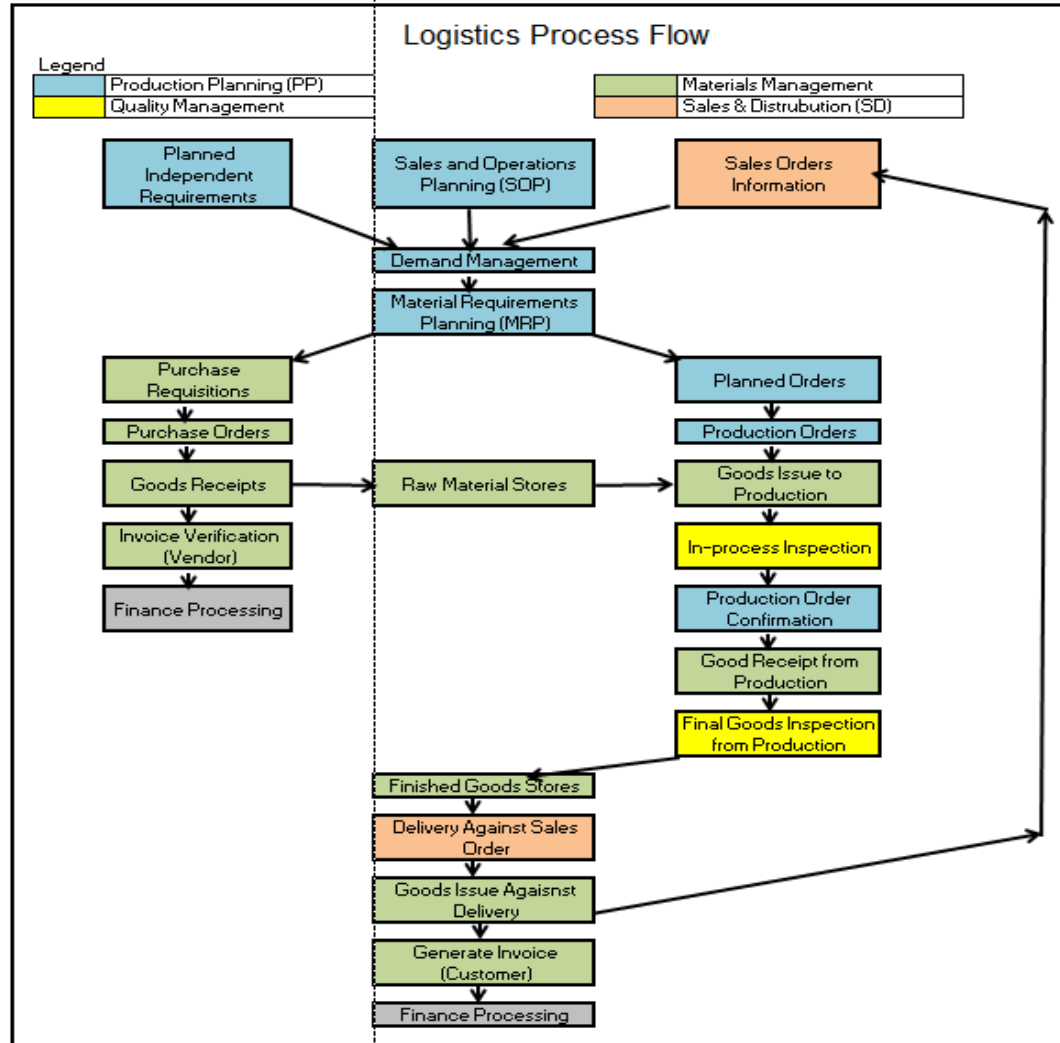 Logistics Process Flow
Legend
Production Planning (PP)
Materials Management
Quality Management
Sales & Distrubution (SD)
Planned
Independent
Requirements
Sales and Operations
Planning (SOP)
Sales Orders
Information
Demand Management
Material Requirements
Planning (MRP)
Purchase
Requisitions
Planned Orders
Purchase Orders
Production Orders
Goods Receipts
Raw Material Stores
Goods Issue to
Production
Invoice Verification
(Vendor)
In-process Inspection
Finance Processing
Production Order
Confirmation
Good Receipt from
Production
Final Goods Inspection
from Production
Finished Goods Stores
Delivery Against Sales
Order
Goods Issue Agaisnst
Delivery
Generate Invoice
(Customer)
Finance Processing